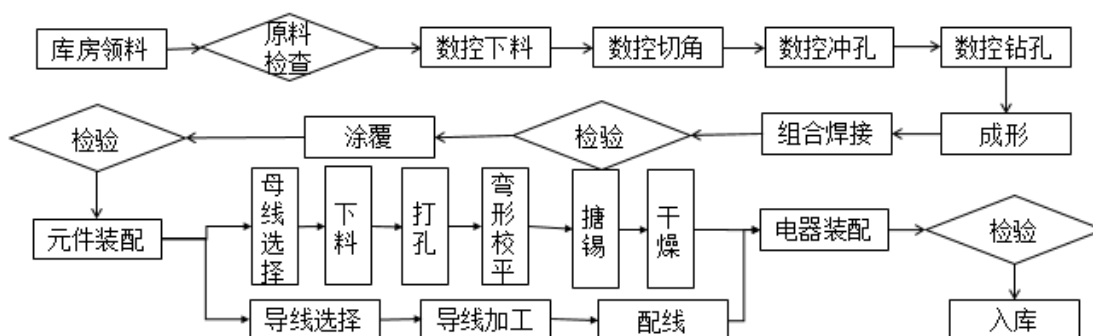 库房领料
原料
检查
数控下料
数控切角
数控冲孔
数控钻孔
检验
涂覆
检验
组合焊接
成形
元件装配
母线选择
下料
打孔
弯形校平
搪锡
干燥
电器装配
检验
导线选择
导线加工
配线
入库